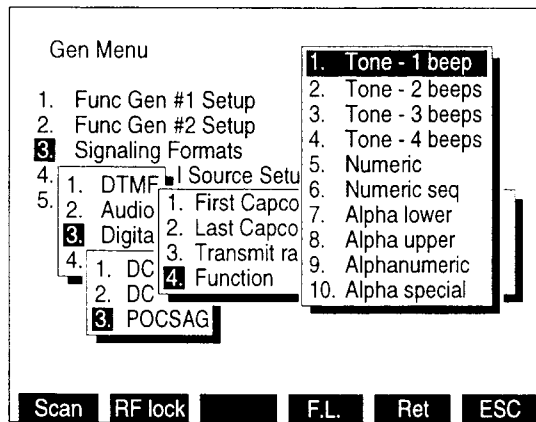 Gen Menu
1. Func Gen #1 Setup
2. Func Gen #2 Setup
3. Signaling Formats
4. l Source Setu
5.
1. DTMF
2. Audio
3. Digita
4.
1. DC
2. DC
3. POCSAG
1. First Capco
2. Last Capco
3. Transmit ra
4. Function
1. Tone - 1 beep
2. Tone - 2 beeps
3. Tone - 3 beeps
4. Tone - 4 beeps
5. Numeric
6. Numeric seq
7. Alpha lower
8. Alpha upper
9. Alphanumeric
10. Alpha special
Scan RF lock F.L. Ret ESC